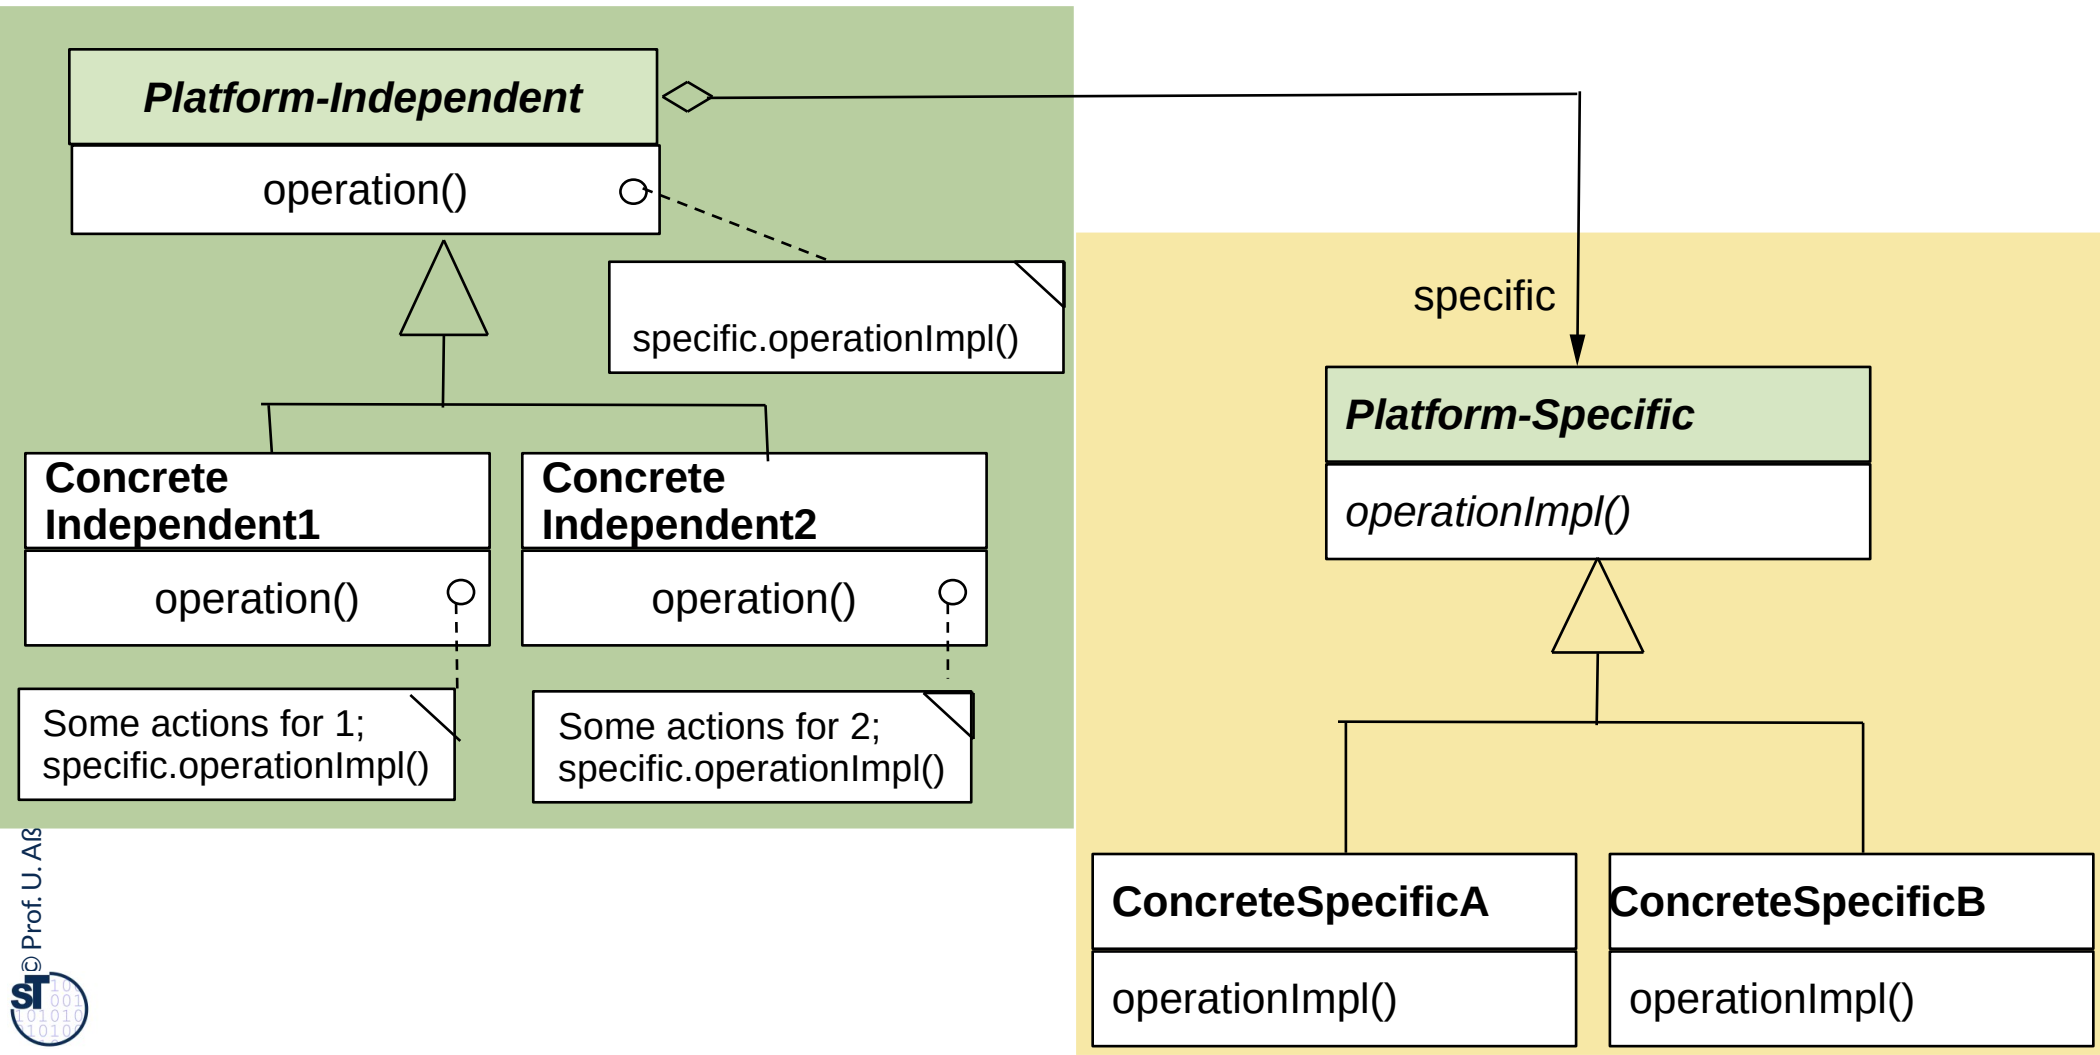 Platform-Independent
operation()
specific.operationImpl()
specific
Platform-Specific
operationImpl()
Concrete
Independent1
operation()
Concrete
Independent2
operation()
Some actions for 1;
specific.operationImpl()
Some actions for 2;
specific.operationImpl()
ConcreteSpecificA
operationImpl()
ConcreteSpecificB
operationImpl()
© Prof. U. Aß
ST